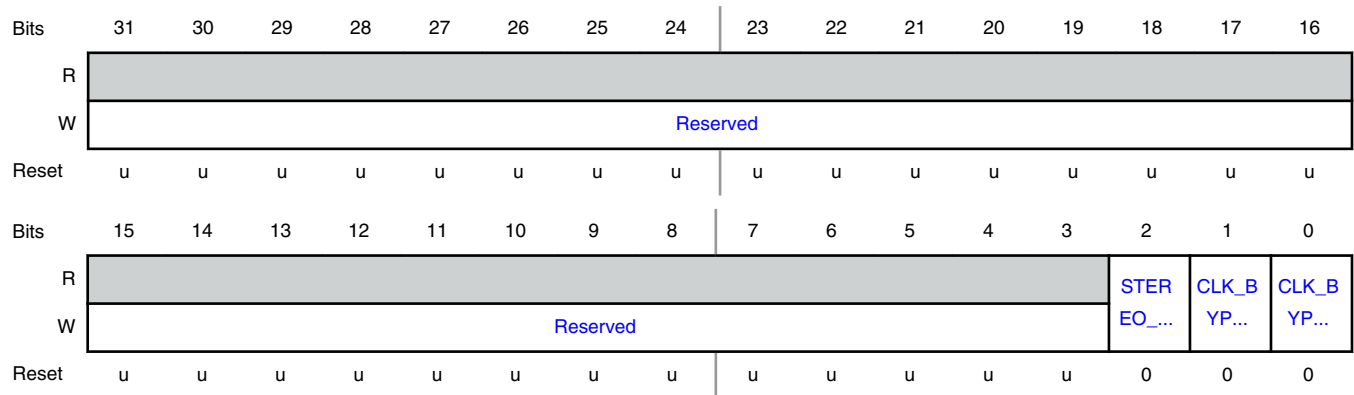 Bits 31 30 29 28 27 26 25 24 23 22 21 20 19 18 17 16
R
W Reserved
Reset u u u u u u u u u u u u u u u u
Bits 15 14 13 12 11 10 9 8 7 6 5 4 3 2 1 0
R STER CLK_B CLK_B
W Reserved EO_... YP... YP...
Reset u u u u u u u u u u u u u 0 0 0